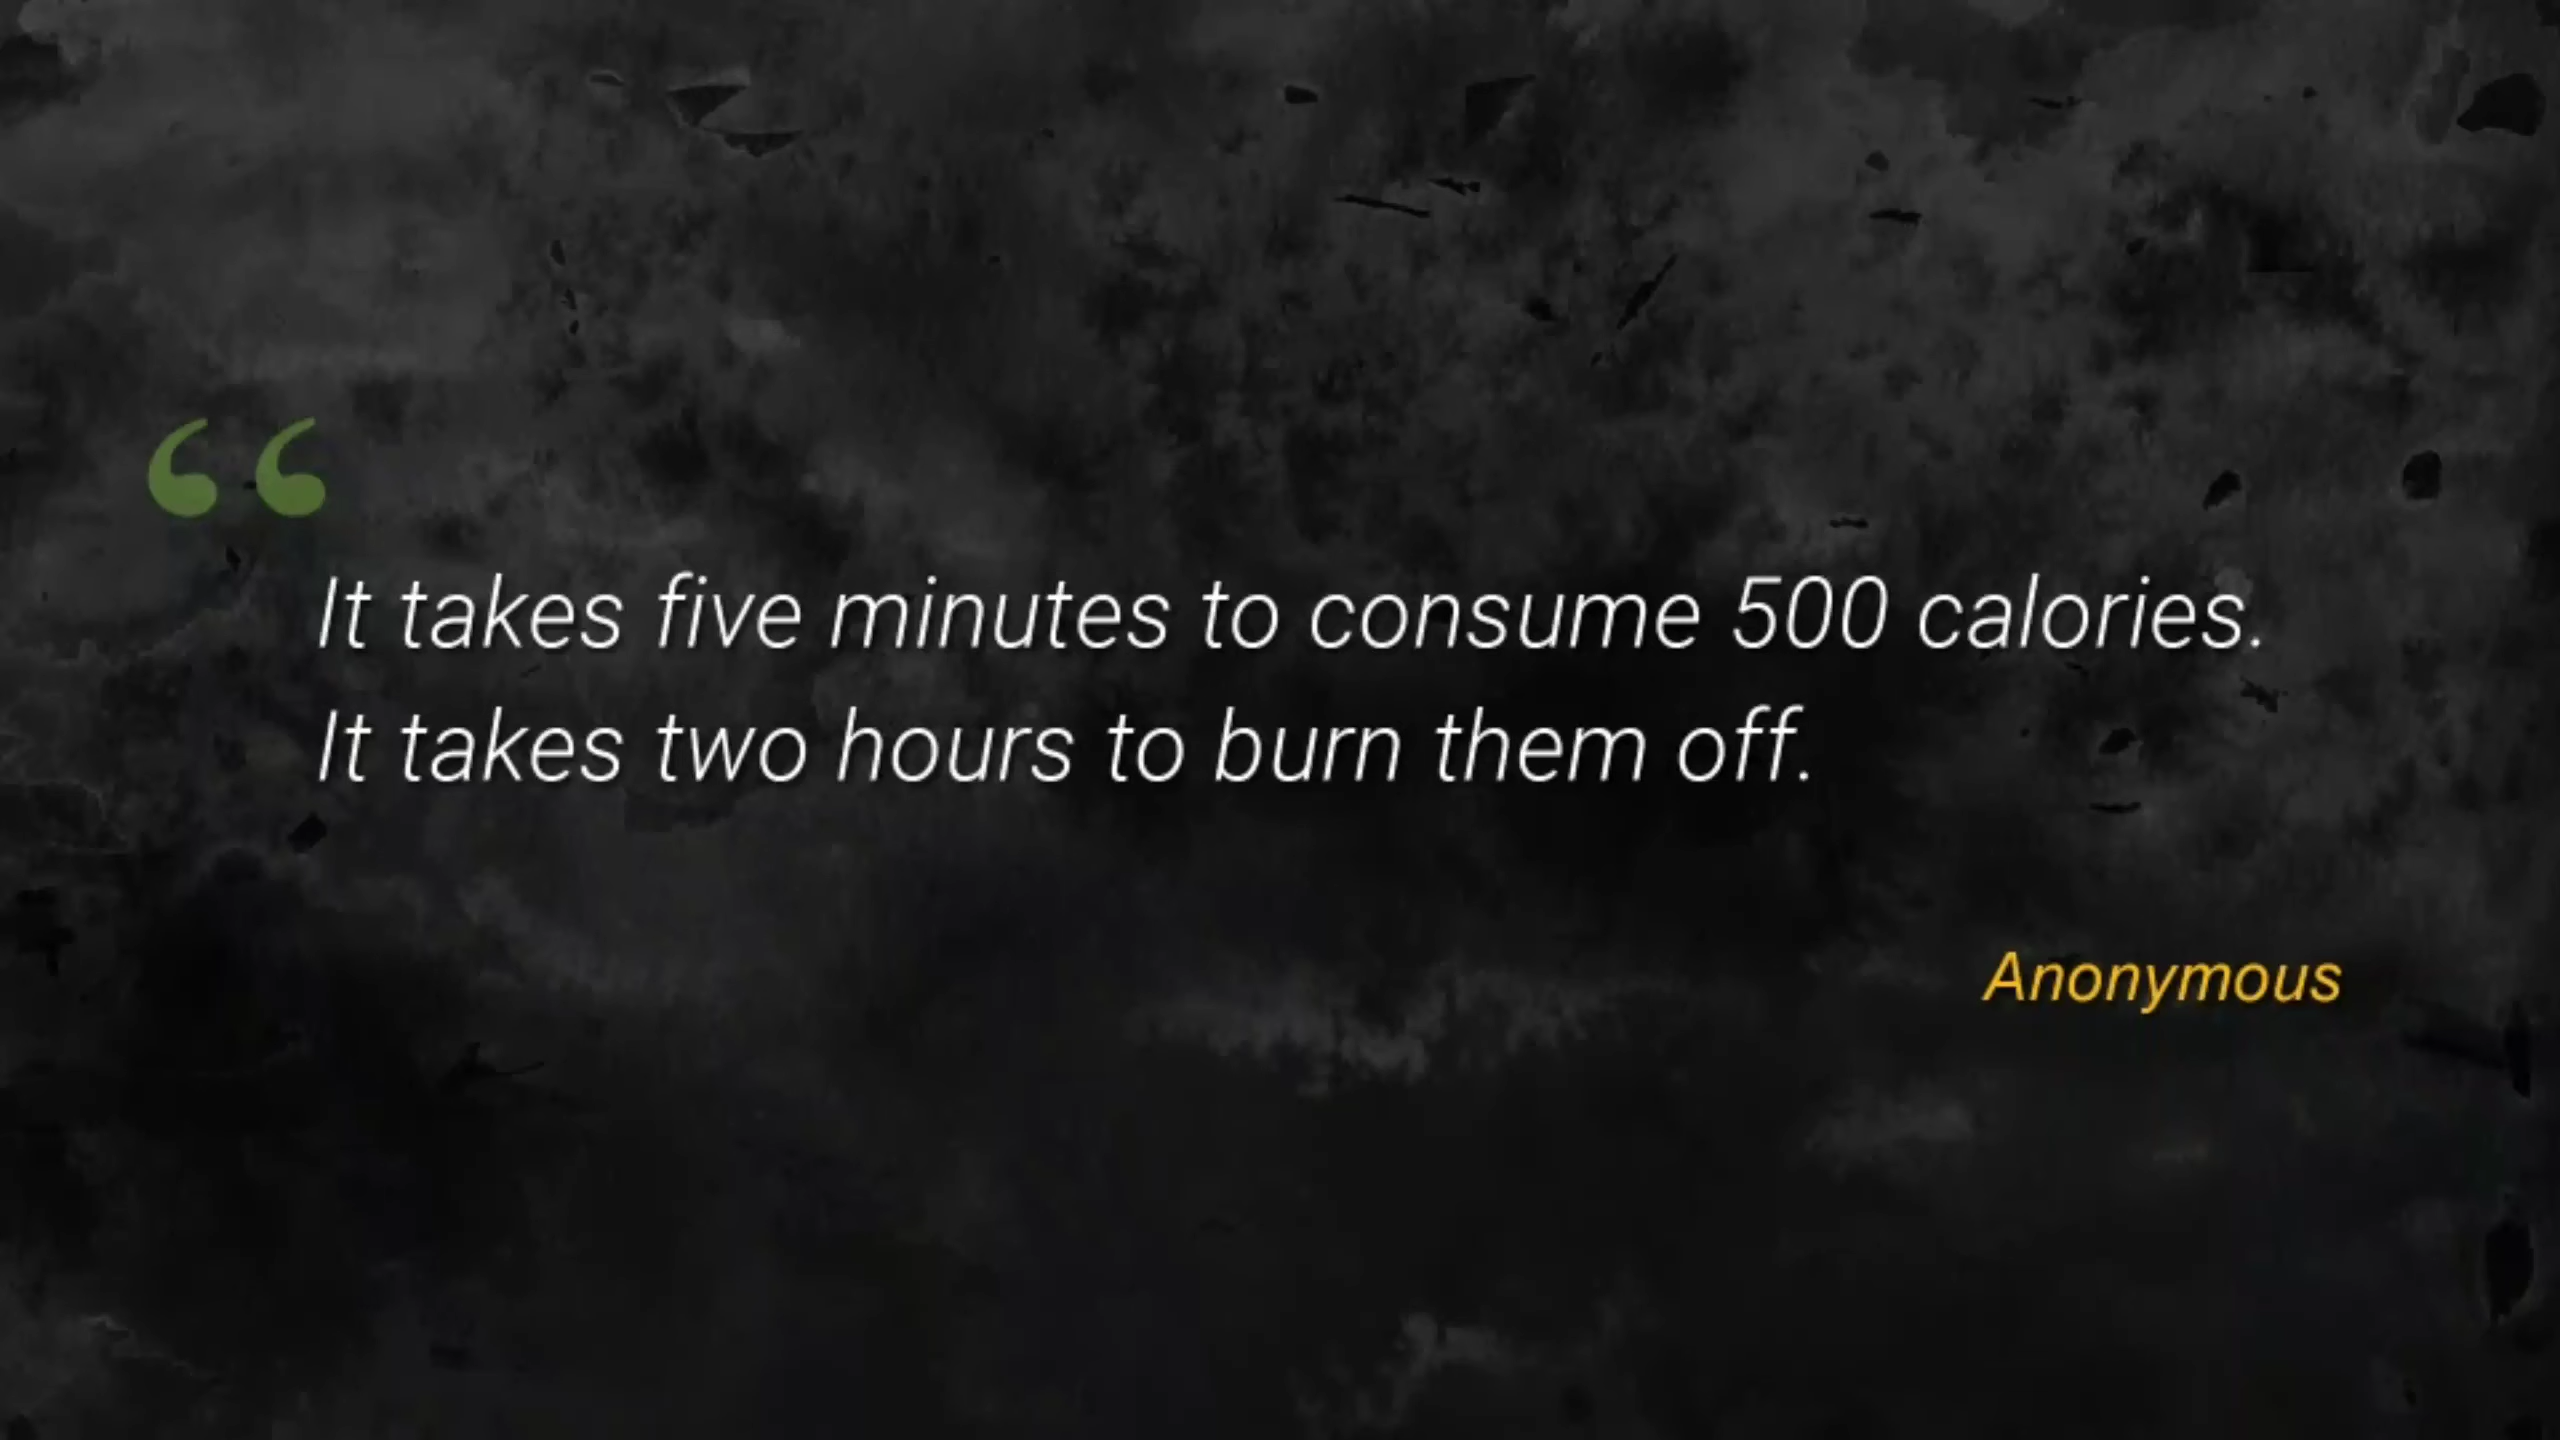 “
It takes five minutes to consume 500 calories.
It takes two hours to burn them off.
Anonymous